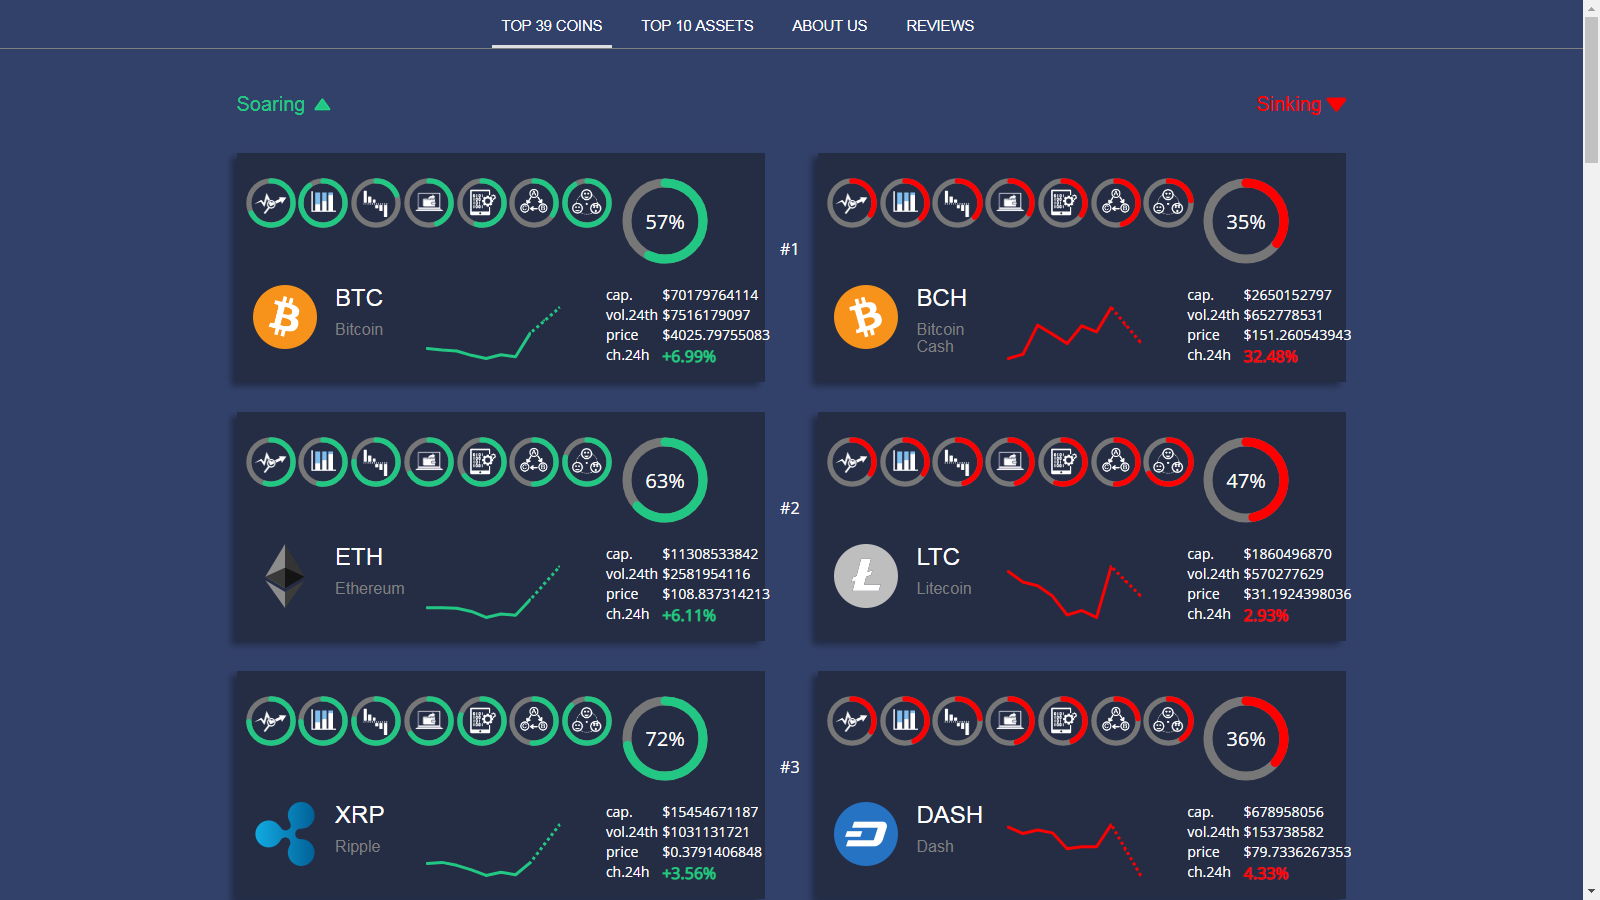 TOP 39 COINS
TOP 10 ASSETS
ABOUT US
REVIEWS
Soaring
Sinking
57%
BTC
Bitcoin
cap. $70179764114
vol.24th $7516179097
price $4025.79755083
ch.24h +6.99%
#1
35%
BCH
Bitcoin
Cash
cap. $2650152797
vol.24th $652778531
price $151.260543943
ch.24h 32.48%
63%
ETH
Ethereum
cap. $11308533842
vol.24th $2581954116
price $108.837314213
ch.24h +6.11%
#2
47%
LTC
Litecoin
cap. $1860496870
vol.24th $570277629
price $31.1924398036
ch.24h 2.93%
72%
XRP
Ripple
cap. $15454671187
vol.24th $1031131721
price $0.3791406848
ch.24h +3.56%
#3
36%
DASH
Dash
cap. $678958056
vol.24th $153738582
price $79.7336267353
ch.24h 4.33%